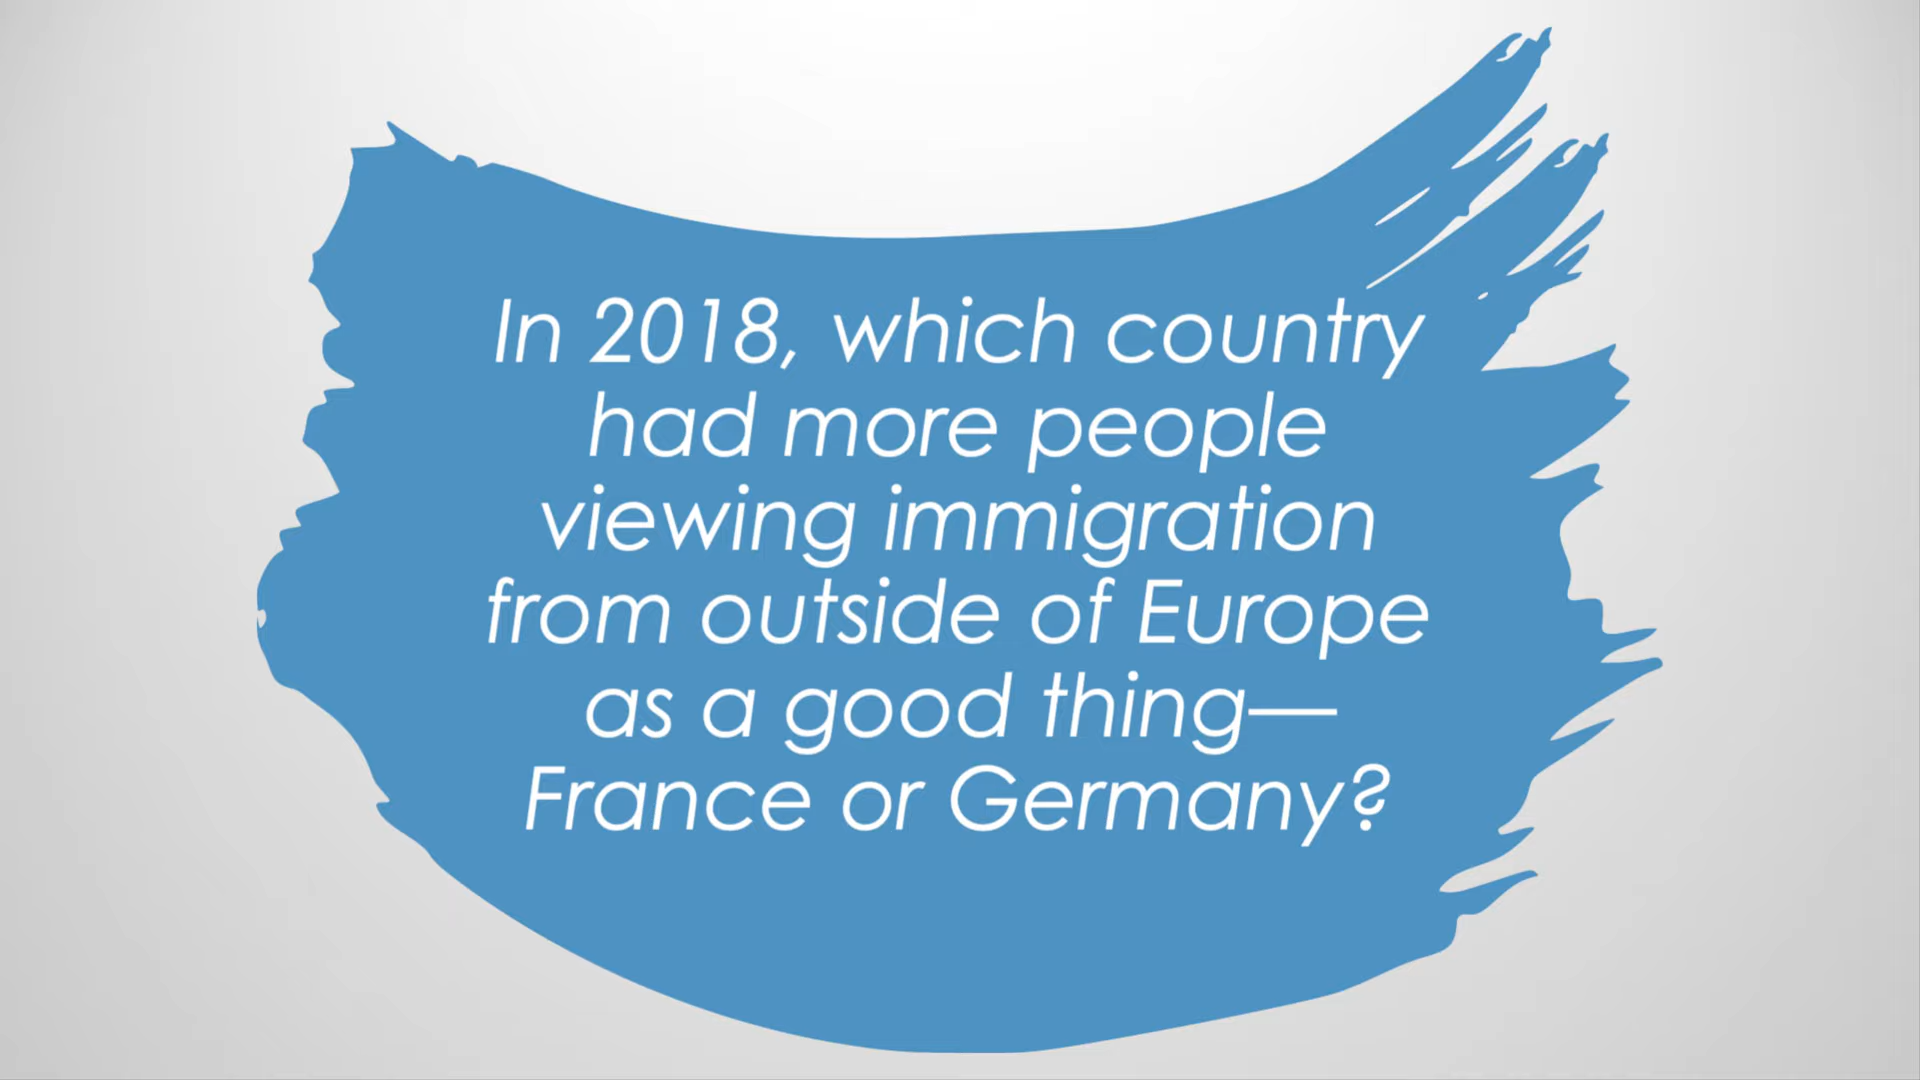 In 2018, which country
had more people
viewing immigration
from outside of Europe
as a good thing—
France or Germany?